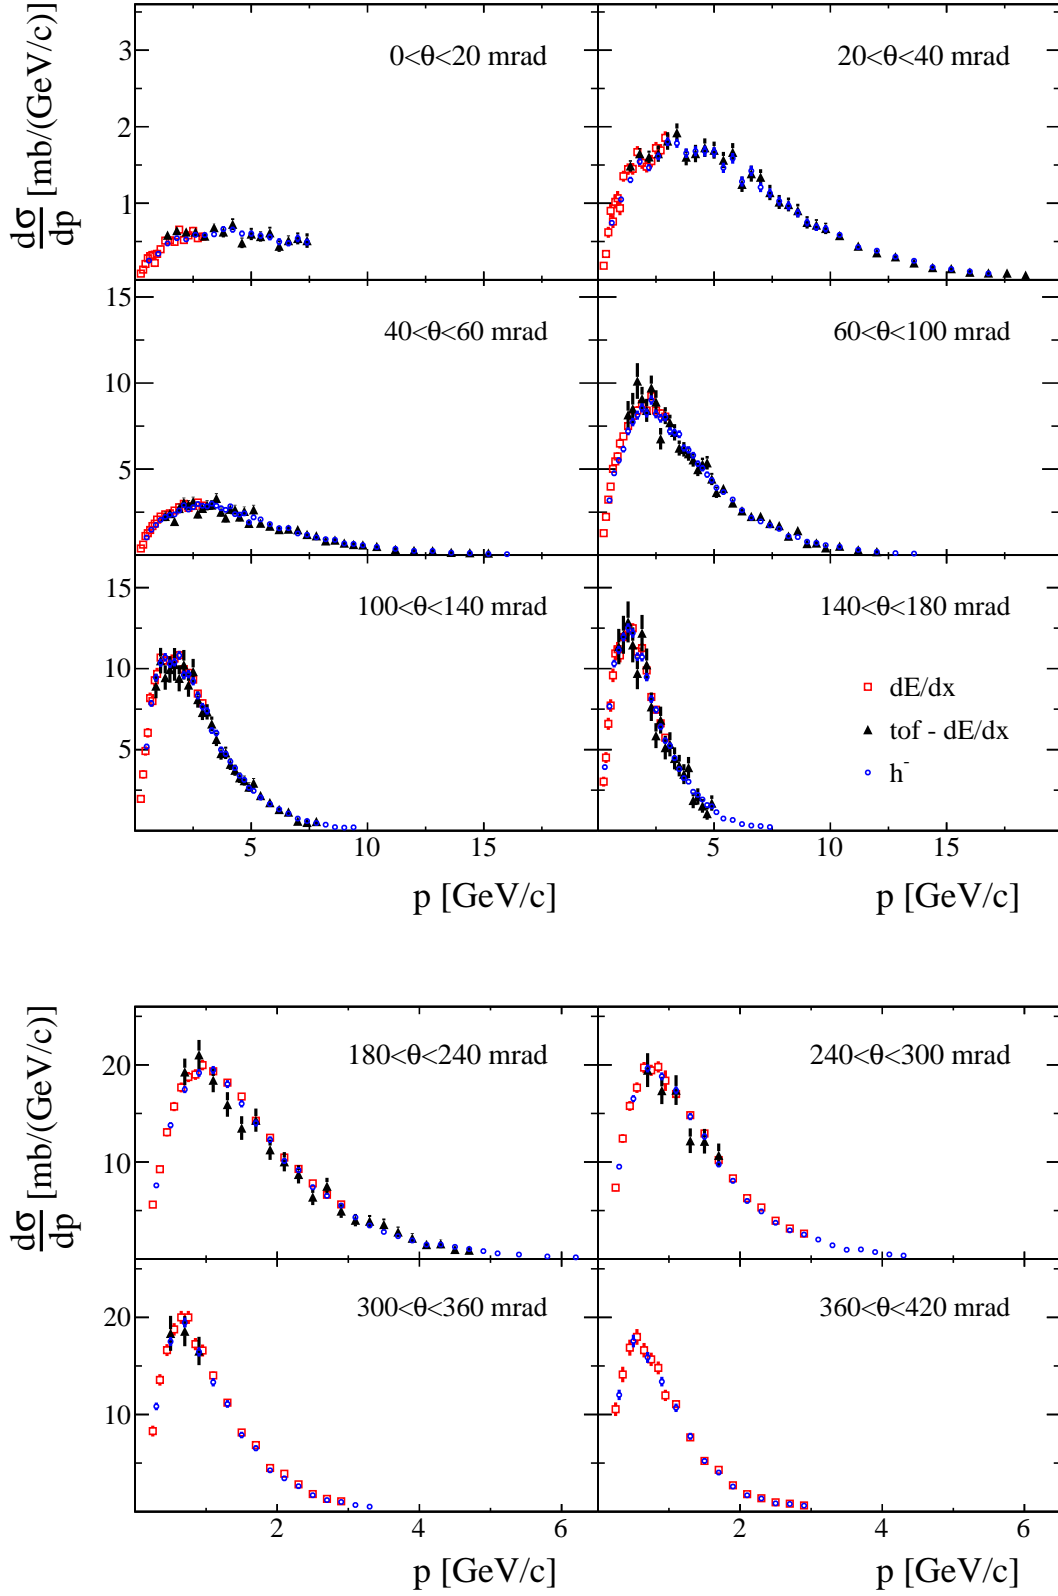 0<θ<20 mrad
20<θ<40 mrad
dσ
dp
[mb/(GeV/c)]
3
2
1
40<θ<60 mrad
60<θ<100 mrad
15
10
5
100<θ<140 mrad
140<θ<180 mrad
15
10
5
dE/dx
tof - dE/dx
h-
5 10 15
5 10 15
p [GeV/c]
p [GeV/c]
180<θ<240 mrad
240<θ<300 mrad
dσ
dp
[mb/(GeV/c)]
20
10
300<θ<360 mrad
360<θ<420 mrad
20
10
2 4 6
2 4 6
p [GeV/c]
p [GeV/c]